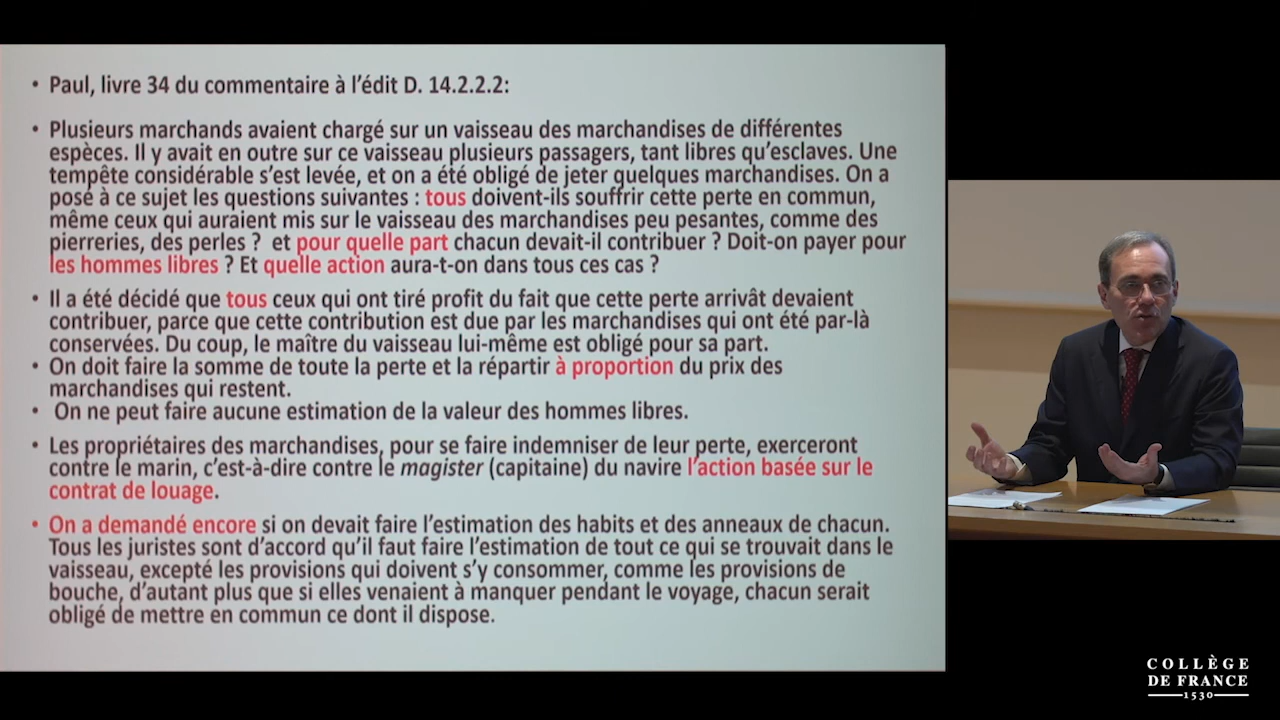 • Paul, livre 34 du commentaire à l'édit D. 14.2.2.2:
• Plusieurs marchands avaient chargé sur un vaisseau des marchandises de différentes
espèces. Il y avait en outre sur ce vaisseau plusieurs passagers, tant libres qu'esclaves. Une
tempête considérable s'est levée, et on a été obligé de jeter quelques marchandises. On a
posé à ce sujet les questions suivantes : tous doivent-ils souffrir cette perte en commun,
même ceux qui auraient mis sur le vaisseau des marchandises peu pesantes, comme des
pierreries, des perles ? et pour quelle part chacun devait-il contribuer ? Doit-on payer pour
les hommes libres ? Et quelle action aura-t-on dans tous ces cas ?
• Il a été décidé que tous ceux qui ont tiré profit du fait que cette perte arrivât devaient
contribuer, parce que cette contribution est due par les marchandises qui ont été par-là
conservées. Du coup, le maître du vaisseau lui-même est obligé pour sa part.
• On doit faire la somme de toute la perte et la répartir à proportion du prix des
marchandises qui restent.
• On ne peut faire aucune estimation de la valeur des hommes libres.
• Les propriétaires des marchandises, pour se faire indemniser de leur perte, exerceront
contre le marin, c'est-à-dire contre le magister (capitaine) du navire l'action basée sur le
contrat de louage.
• On a demandé encore si on devait faire l'estimation des habits et des anneaux de chacun.
Tous les juristes sont d'accord qu'il faut faire l'estimation de tout ce qui se trouvait dans le
vaisseau, excepté les provisions qui doivent s'y consommer, comme les provisions de
bouche, d'autant plus que si elles venaient à manquer pendant le voyage, chacun serait
obligé de mettre en commun ce dont il dispose.
COLLÈGE
DE FRANCE
1530